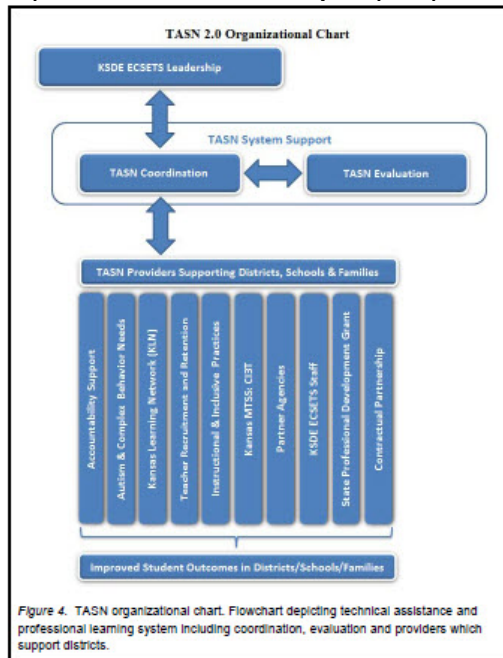 TASN 2.0 Organizational Chart
KSDE ECSETS Leadership
TASN System Support
TASN Coordination
TASN Evaluation
TASN Providers Supporting Districts, Schools & Families
Accountability Support
Autism & Complex Behavior Needs
Kansas Learning Network (KLN)
Teacher Recruitment and Retention
Instructional & Inclusive Practices
Kansas MTSS: CI3T
Partner Agencies
KSDE ECSETS Staff
State Professional Development Grant
Contractual Partnership
Improved Student Outcomes in Districts/Schools/Families
Figure 4. TASN organizational chart. Flowchart depicting technical assistance and
professional learning system including coordination, evaluation and providers which
support districts.